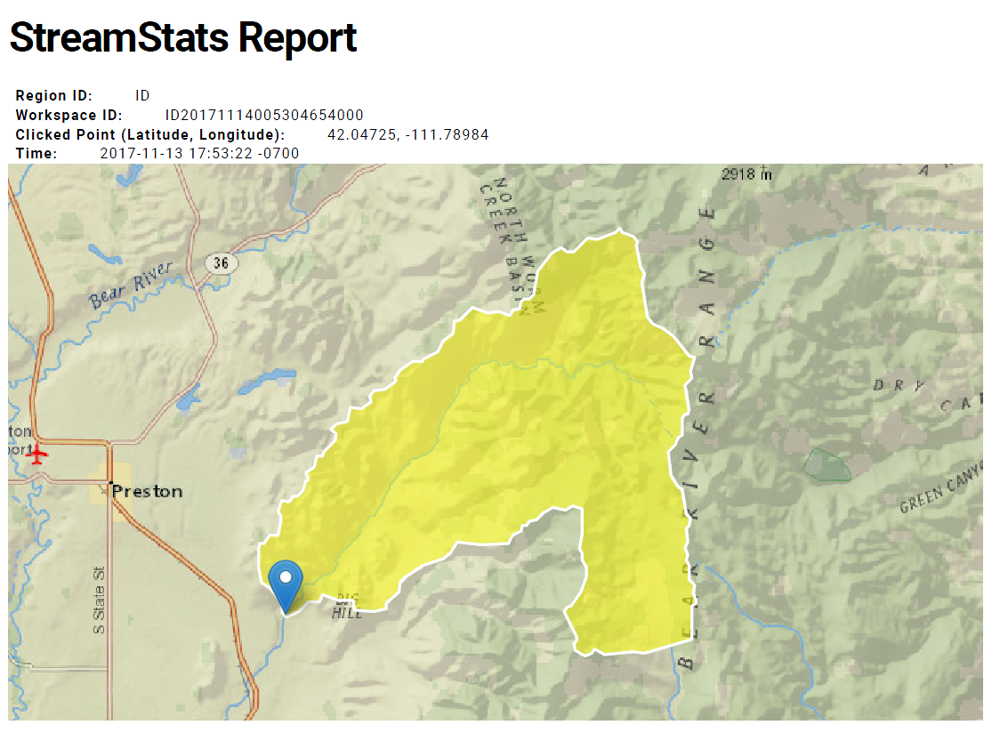 StreamStats Report
Region ID: ID
Workspace ID: ID20171114005304654000
Clicked Point (Latitude, Longitude): 42.04725, -111.78984
Time: 2017-11-13 17:53:22 -0700
2918 m
A
NORTH WORM
CREEK BASIN
BEAR RIVER RANGE
36
Bear River
DRY
CA
ton
port
GREEN CANYO
Preston
S State St
BIG
HILL